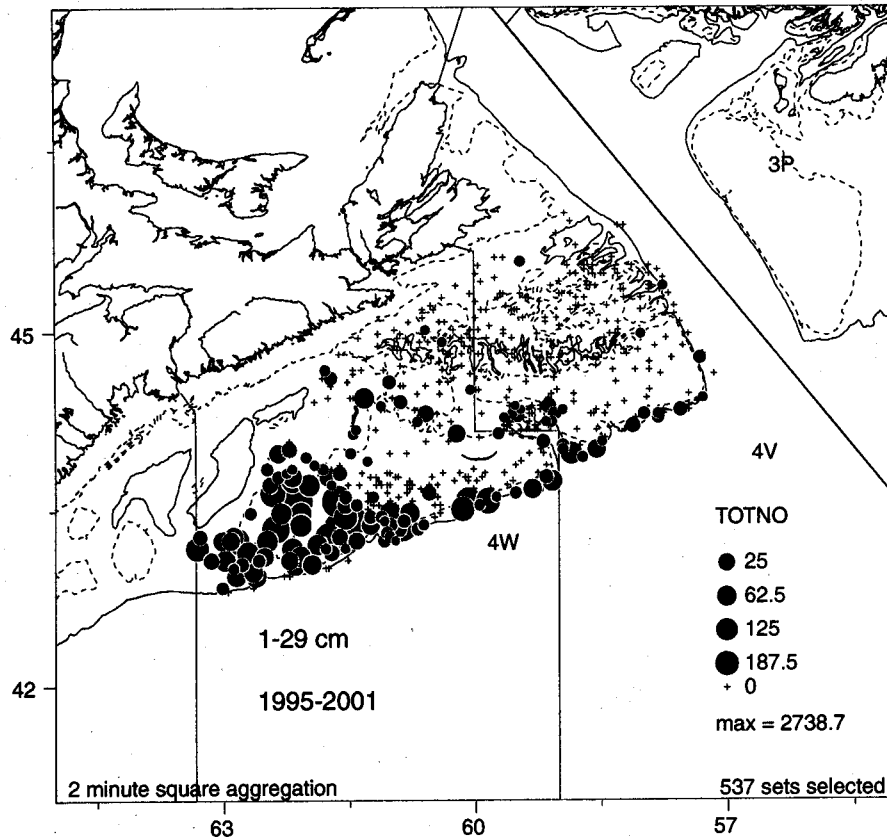 3P
45
4V
TOTNO
25
4W
62.5
1-29 cm
125
187.5
42
0
1995-2001
max = 2738.7
2 minute square aggregation
537 sets selected
63
60
57